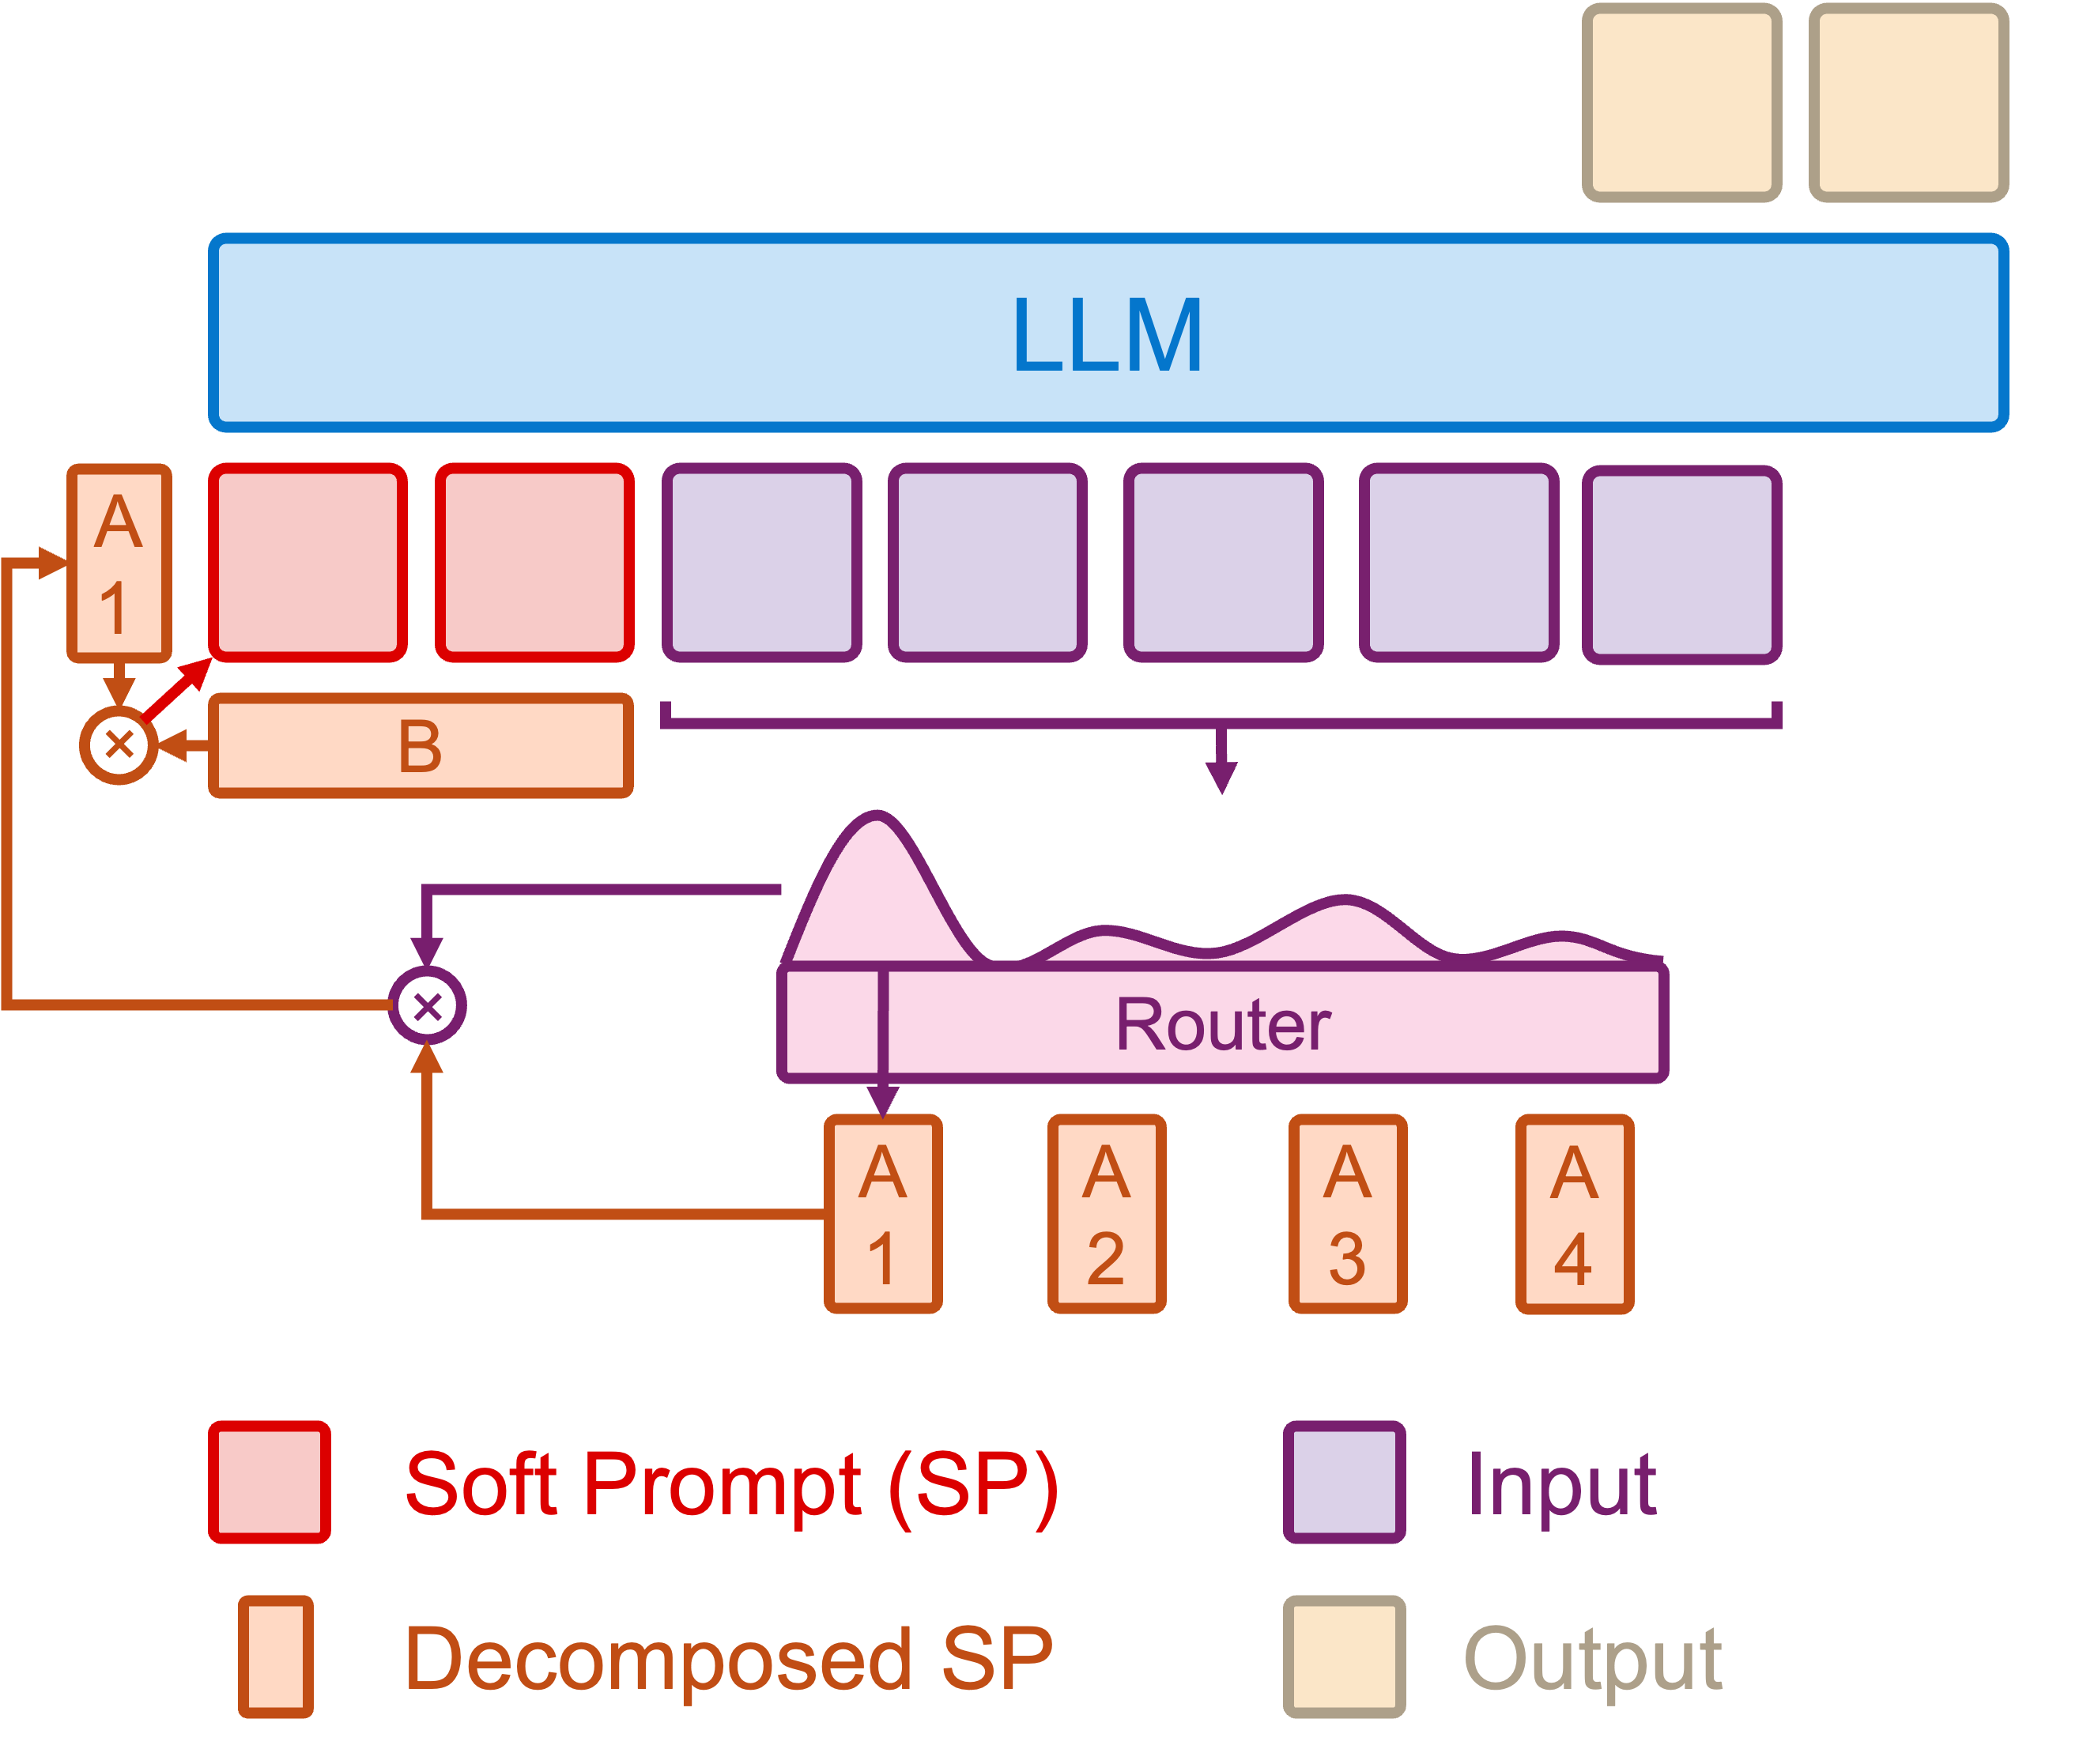 LLM
A
1
B
Router
A
1
A
2
A
3
A
4
Soft Prompt (SP)
Input
Decomposed SP
Output